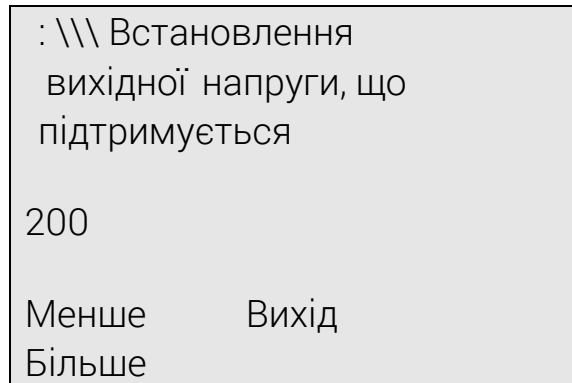 : \\\ Встановлення
вихідної напруги, що
підтримується
200
Менше Вихід
Більше